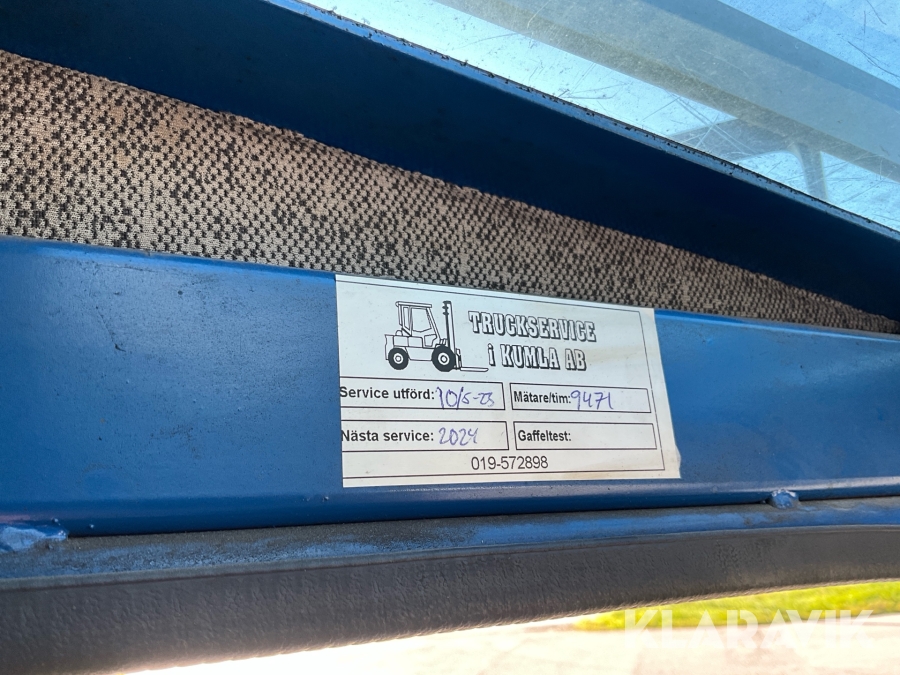 TRUCKSERVICE
i KUMLA AB
Service utförd: 10/5-23 Mätare/tim: 9471
Nästa service: 2024 Gaffeltest:
019-572898
KLARAVIK